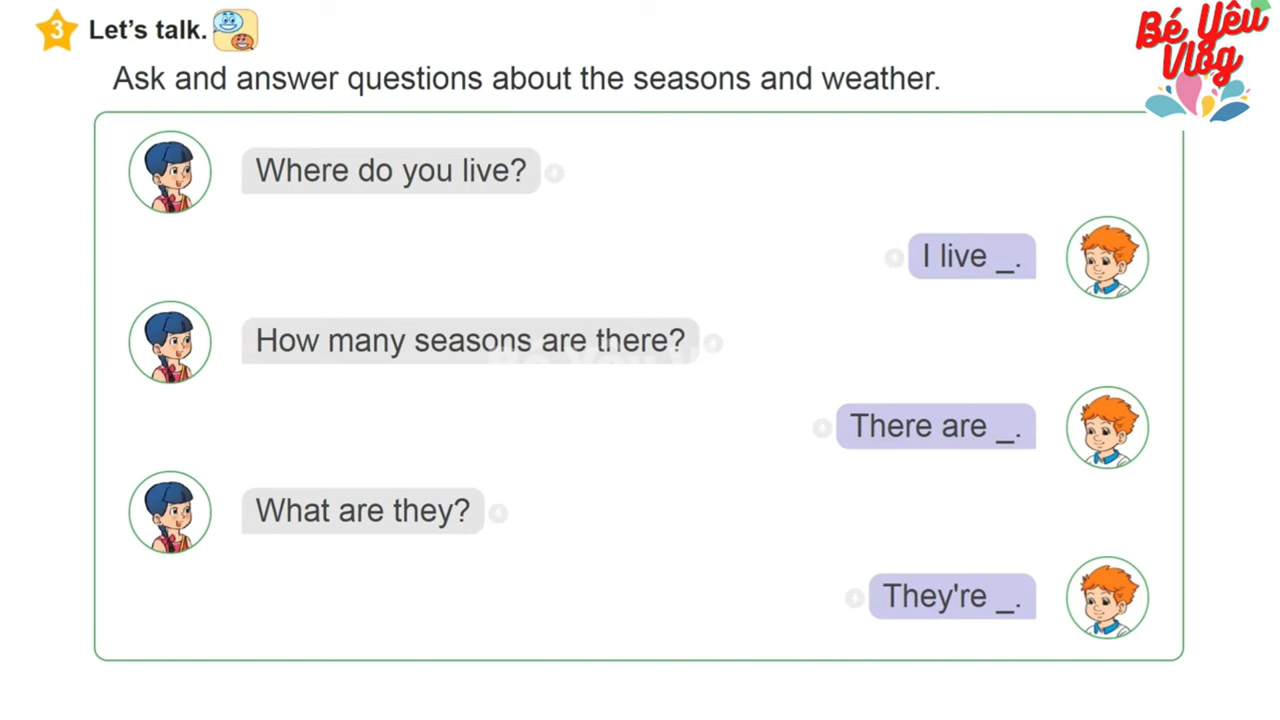 3 Let's talk.
Bé Yêu
Vlog
Ask and answer questions about the seasons and weather.
Where do you live?
I live _.
How many seasons are there?
There are _.
What are they?
They're _.